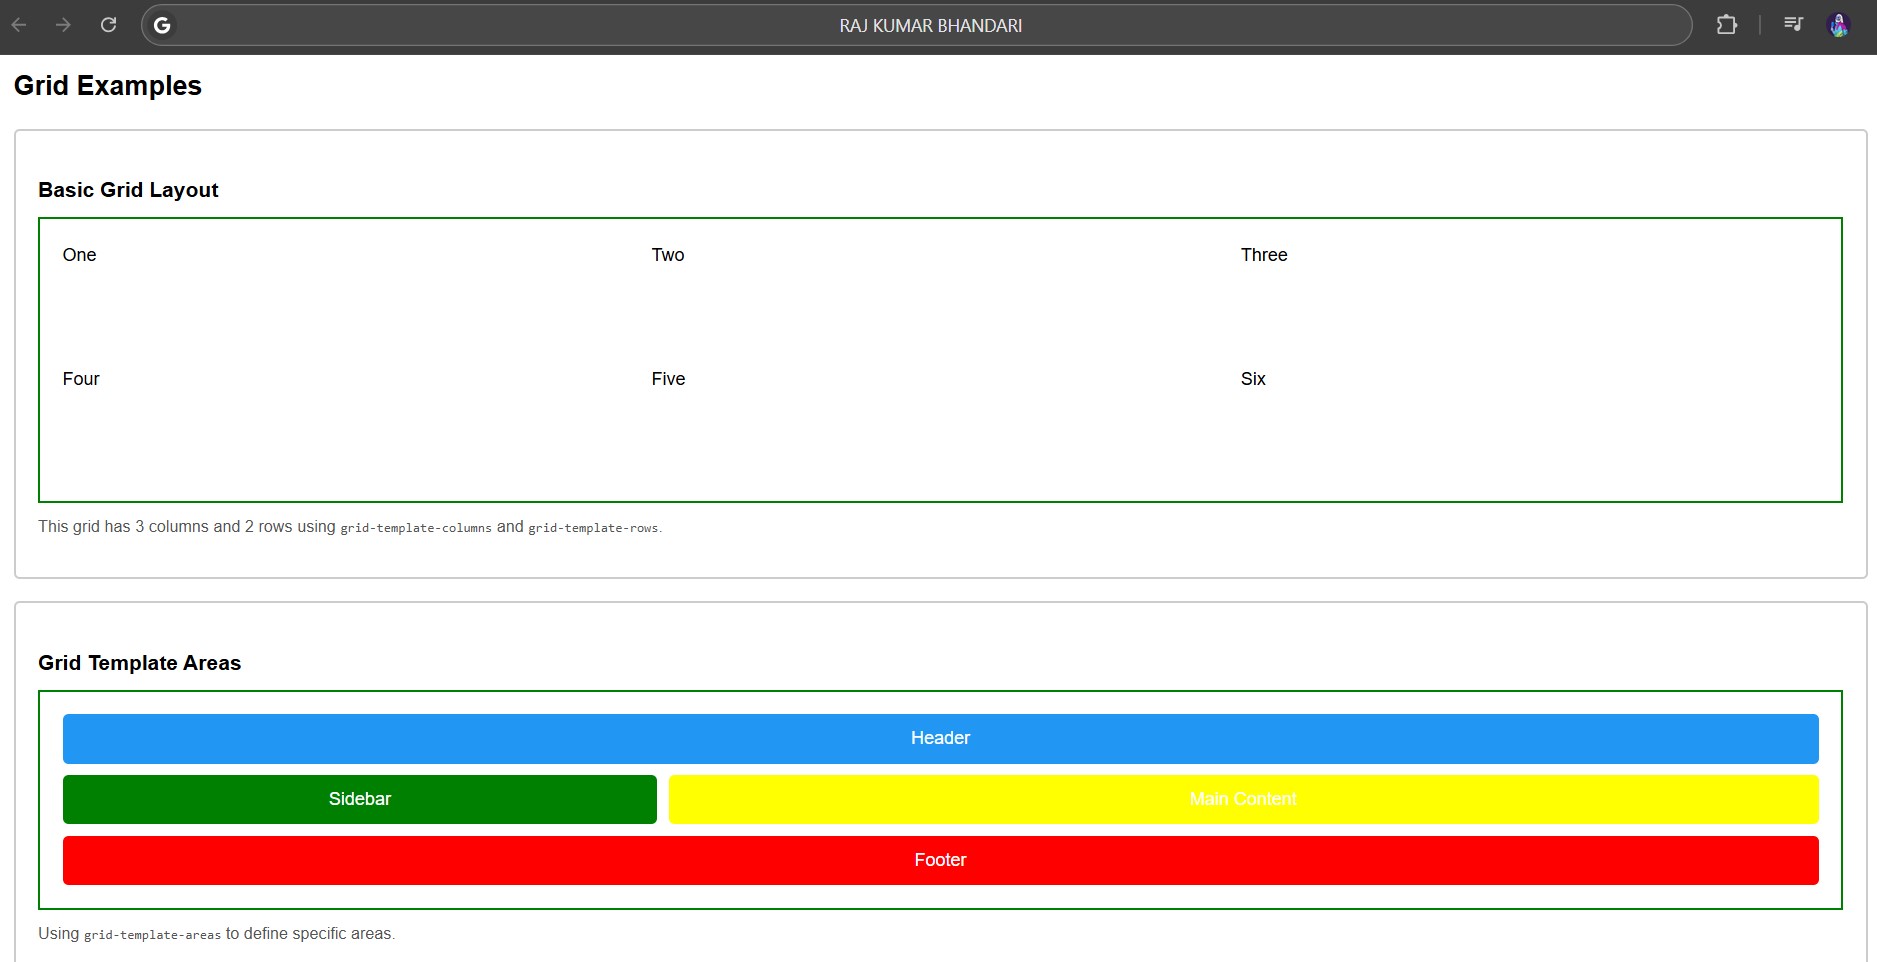 RAJ KUMAR BHANDARI
Grid Examples
Basic Grid Layout
One Two Three
Four Five Six
This grid has 3 columns and 2 rows using grid-template-columns and grid-template-rows.
Grid Template Areas
Header
Sidebar Main Content
Footer
Using grid-template-areas to define specific areas.